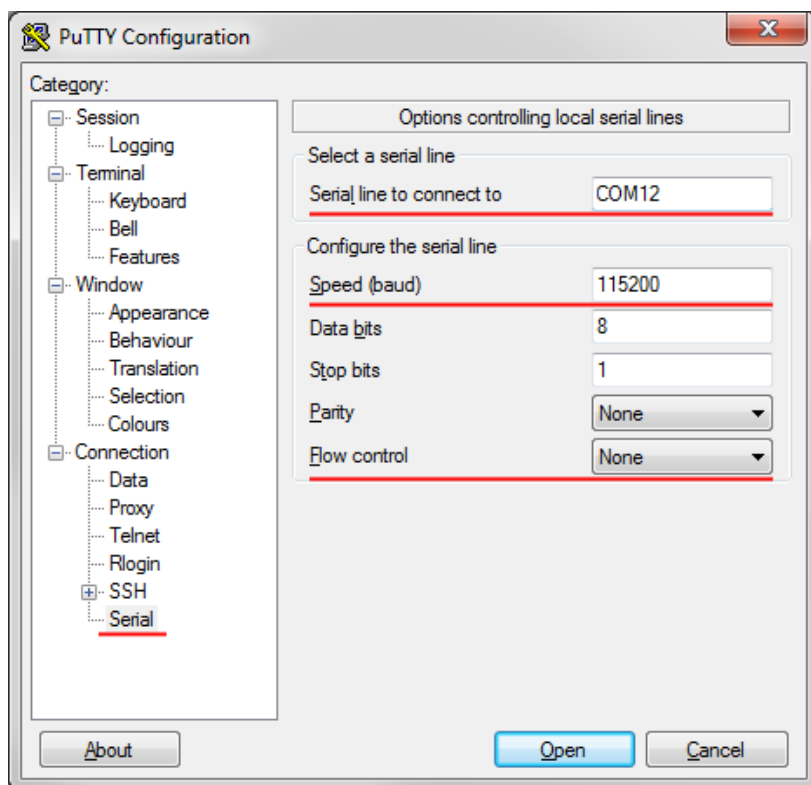 PuTTY Configuration
Category:
Session
Logging
Terminal
Keyboard
Bell
Features
Window
Appearance
Behaviour
Translation
Selection
Colours
Connection
Data
Proxy
Telnet
Rlogin
SSH
Serial
Options controlling local serial lines
Select a serial line
Serial line to connect to COM12
Configure the serial line
Speed (baud) 115200
Data bits 8
Stop bits 1
Parity None
Flow control None
About Open Cancel